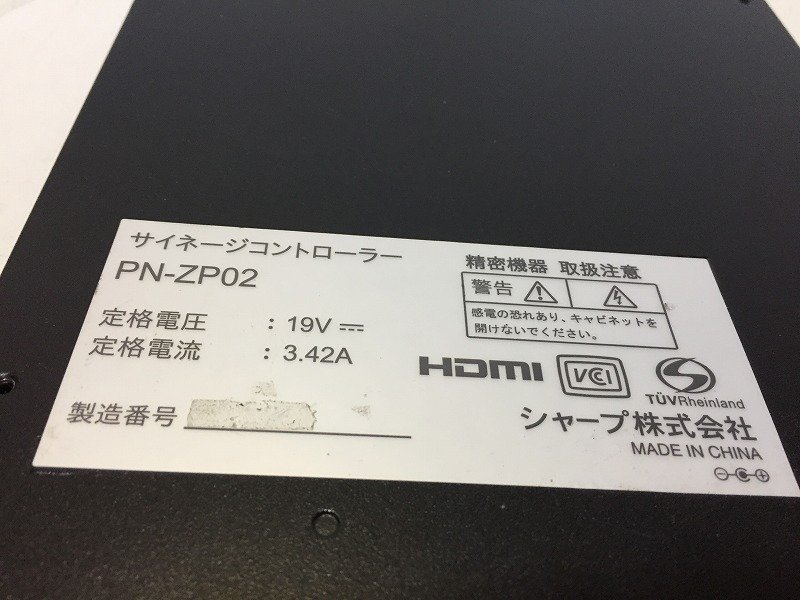 サイネージコントローラー
PN-ZP02
定格電圧 : 19V
定格電流 : 3.42A
製造番号
精密機器 取扱注意
警告
感電の恐れあり、キャビネットを
開けないでください。
HDMI
VCCI
TÜVRheinland
シャープ株式会社
MADE IN CHINA